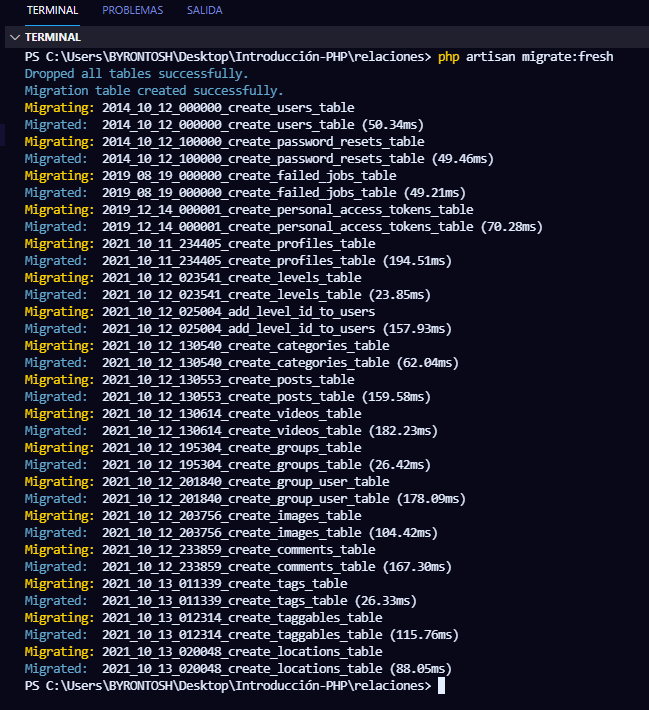 TERMINAL PROBLEMAS SALIDA
TERMINAL
PS C:\Users\BYRONTOSH\Desktop\Introducción-PHP\relaciones> php artisan migrate:fresh
Dropped all tables successfully.
Migration table created successfully.
Migrating: 2014_10_12_000000_create_users_table
Migrated:  2014_10_12_000000_create_users_table (50.34ms)
Migrating: 2014_10_12_100000_create_password_resets_table
Migrated:  2014_10_12_100000_create_password_resets_table (49.46ms)
Migrating: 2019_08_19_000000_create_failed_jobs_table
Migrated:  2019_08_19_000000_create_failed_jobs_table (49.21ms)
Migrating: 2019_12_14_000001_create_personal_access_tokens_table
Migrated:  2019_12_14_000001_create_personal_access_tokens_table (70.28ms)
Migrating: 2021_10_11_234405_create_profiles_table
Migrated:  2021_10_11_234405_create_profiles_table (194.51ms)
Migrating: 2021_10_12_023541_create_levels_table
Migrated:  2021_10_12_023541_create_levels_table (23.85ms)
Migrating: 2021_10_12_025004_add_level_id_to_users
Migrated:  2021_10_12_025004_add_level_id_to_users (157.93ms)
Migrating: 2021_10_12_130540_create_categories_table
Migrated:  2021_10_12_130540_create_categories_table (62.04ms)
Migrating: 2021_10_12_130553_create_posts_table
Migrated:  2021_10_12_130553_create_posts_table (159.58ms)
Migrating: 2021_10_12_130614_create_videos_table
Migrated:  2021_10_12_130614_create_videos_table (182.23ms)
Migrating: 2021_10_12_195304_create_groups_table
Migrated:  2021_10_12_195304_create_groups_table (26.42ms)
Migrating: 2021_10_12_201840_create_group_user_table
Migrated:  2021_10_12_201840_create_group_user_table (178.09ms)
Migrating: 2021_10_12_203756_create_images_table
Migrated:  2021_10_12_203756_create_images_table (104.42ms)
Migrating: 2021_10_12_233859_create_comments_table
Migrated:  2021_10_12_233859_create_comments_table (167.30ms)
Migrating: 2021_10_13_011339_create_tags_table
Migrated:  2021_10_13_011339_create_tags_table (26.33ms)
Migrating: 2021_10_13_012314_create_taggables_table
Migrated:  2021_10_13_012314_create_taggables_table (115.76ms)
Migrating: 2021_10_13_020048_create_locations_table
Migrated:  2021_10_13_020048_create_locations_table (88.05ms)
PS C:\Users\BYRONTOSH\Desktop\Introducción-PHP\relaciones>